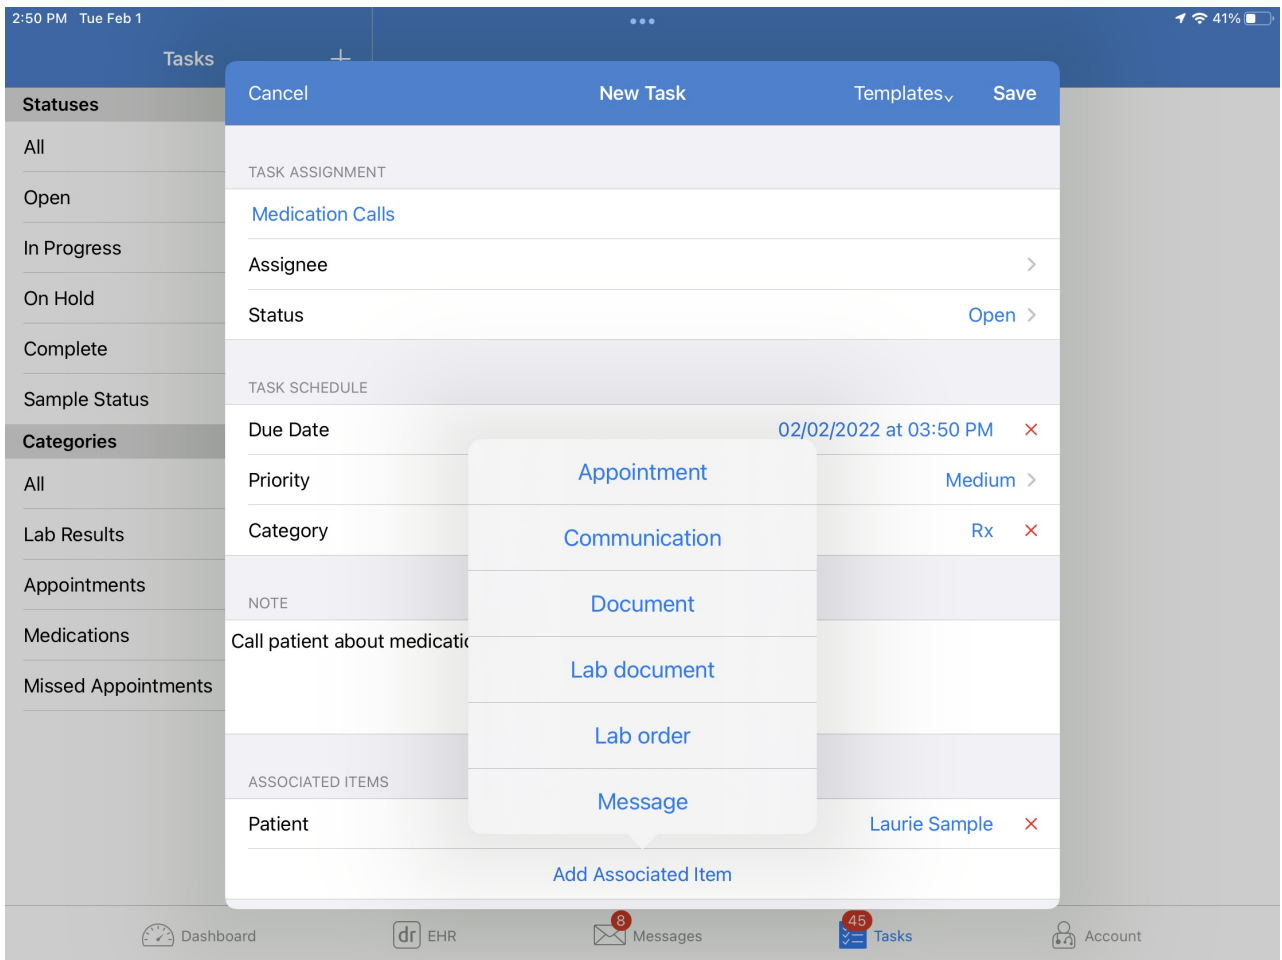 2:50 PM Tue Feb 1
41%
Tasks
Statuses
All
Open
In Progress
On Hold
Complete
Sample Status
Categories
All
Lab Results
Appointments
Medications
Missed Appointments
Cancel New Task Templates Save
TASK ASSIGNMENT
Medication Calls
Assignee
Status Open
TASK SCHEDULE
Due Date 02/02/2022 at 03:50 PM
Priority Medium
Category Rx
NOTE
Call patient about
ASSOCIATED ITEMS
Patient Laurie Sample
Add Associated Item
Appointment
Communication
Document
Lab document
Lab order
Message
Dashboard
dr EHR
8 Messages
45 Tasks
Account